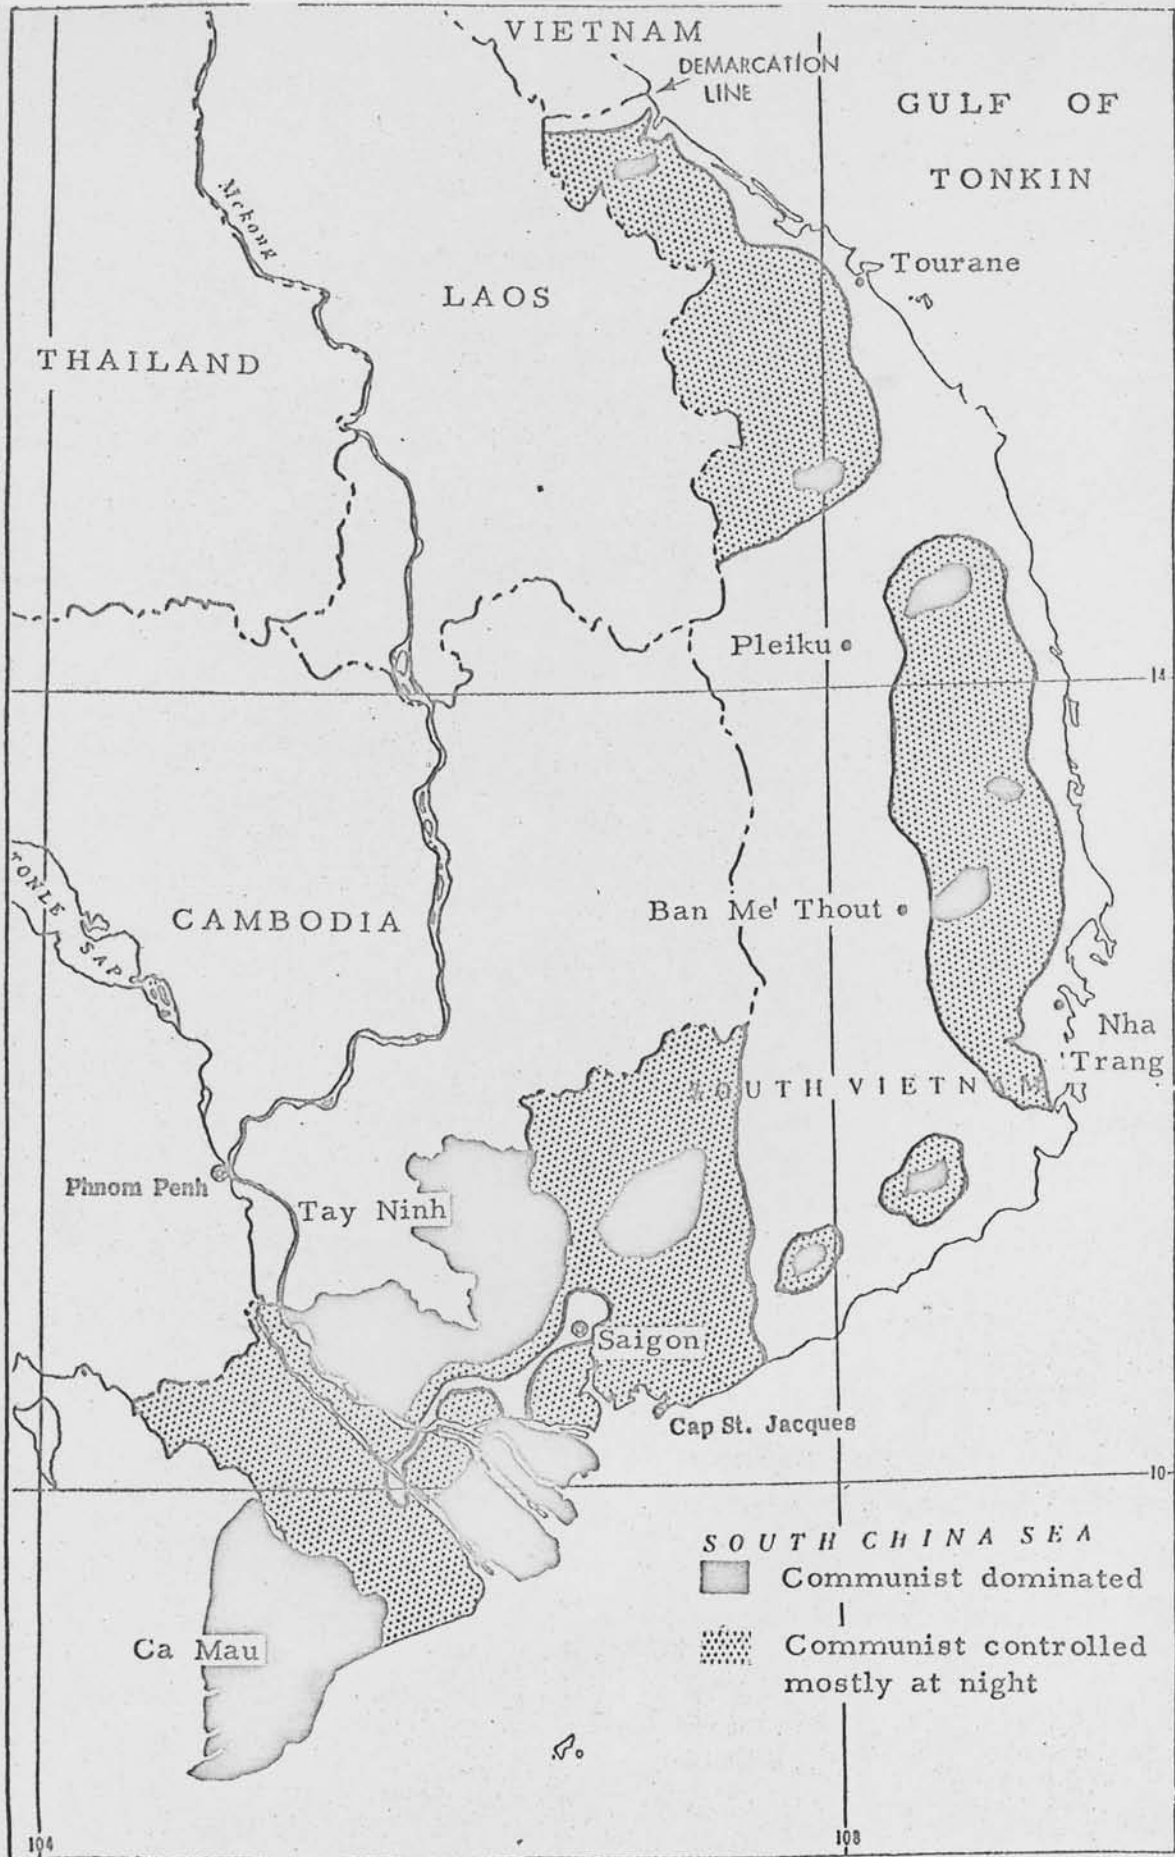 VIETNAM
DEMARCATION
LINE
GULF OF
TONKIN
Mekong
Tourane
LAOS
THAILAND
Pleiku
14
TONLE
SAP
CAMBODIA
Ban Me' Thout
Nha
Trang
SOUTH VIETNAM
Phnom Penh
Tay Ninh
Saigon
Cap St. Jacques
10
SOUTH CHINA SEA
Communist dominated
Communist controlled
mostly at night
Ca Mau
104
108